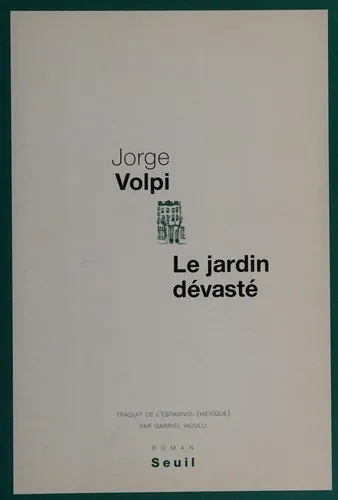 Jorge
Volpi
Le jardin
dévasté
TRADUIT DE L'ESPAGNOL (MEXIQUE)
PAR GABRIEL IACULLI
ROMAN
Seuil